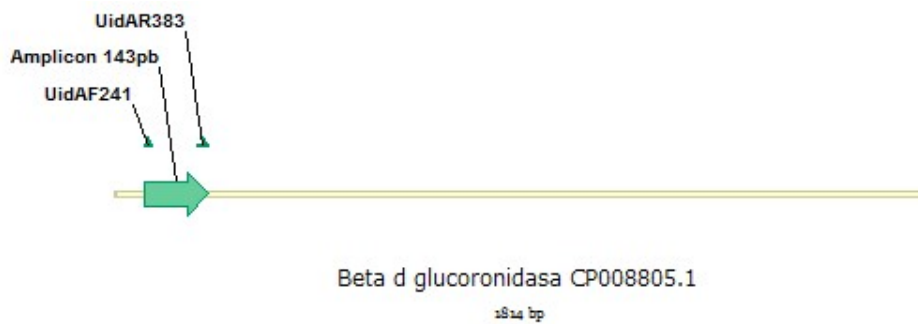 UidAR383
Amplicon 143pb
UidAF241
Beta d glucoronidasa CP008805.1
1814 bp